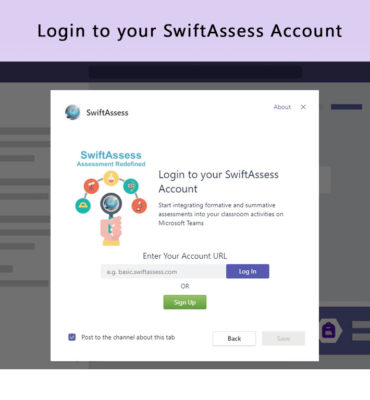 Login to your SwiftAssess Account
SwiftAssess
About
SwiftAssess
Assessment Redefined
Login to your SwiftAssess
Account
Start integrating formative and summative
assessments into your classroom activities on
Microsoft Teams
Enter Your Account URL
e.g. basic.swiftassess.com
Log In
OR
Sign Up
Post to the channel about this tab
Back
Save